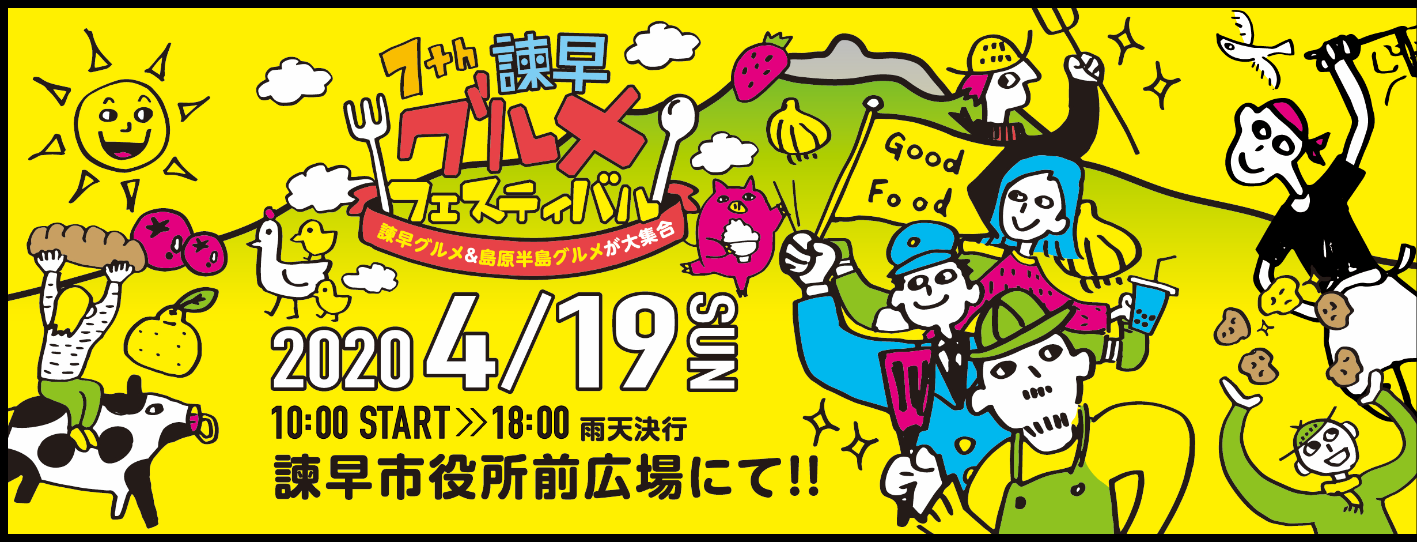 7th 諫早
グルメ
フェスティバル
諫早グルメ&島原半島グルメが大集合
2020 4/19 SUN
10:00 START≫18:00 雨天決行
諫早市役所前広場にて!!
Good
Food